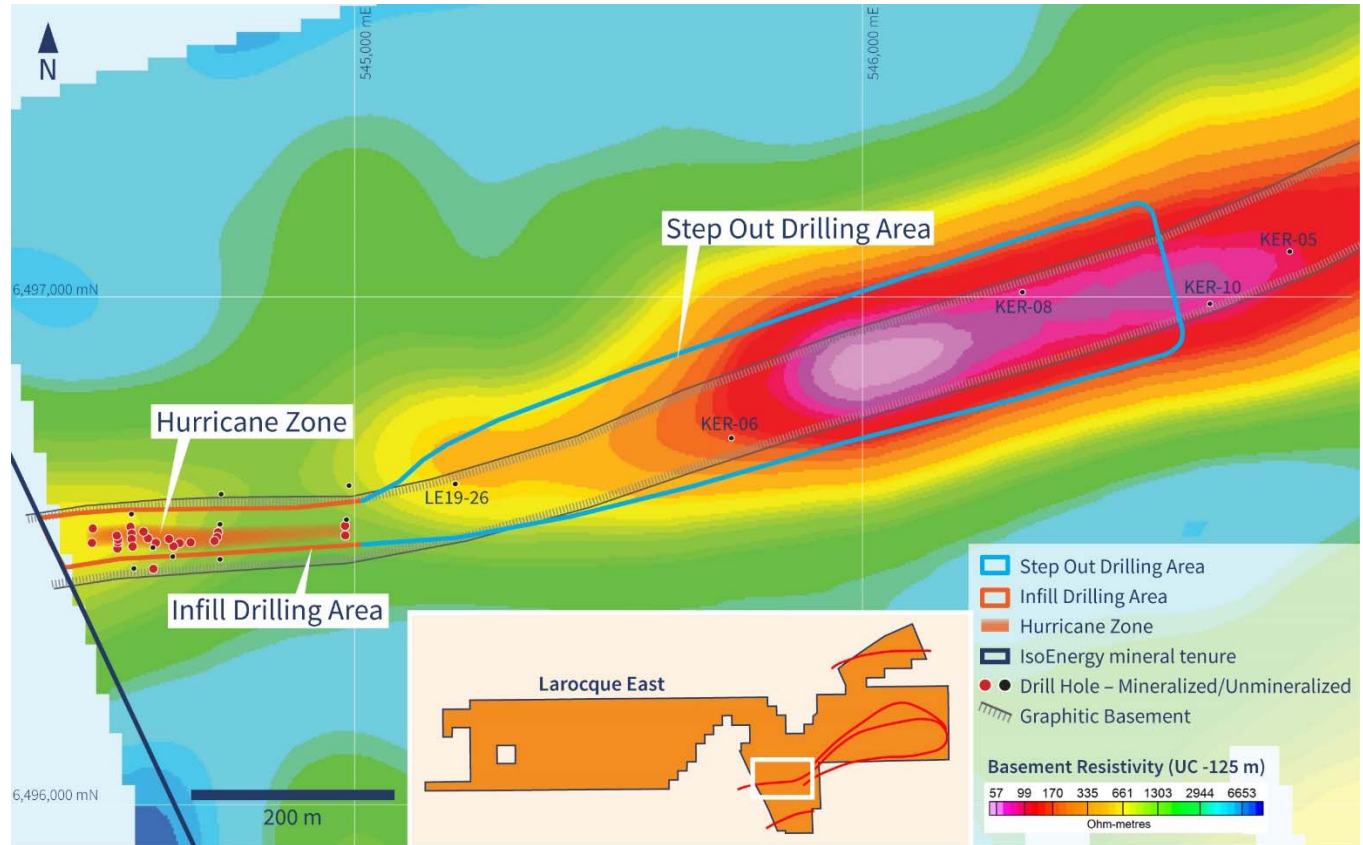 N
545,000 mE
546,000 mE
Step Out Drilling Area
KER-05
6,497,000 mN
KER-08
KER-10
Hurricane Zone
KER-06
LE19-26
Infill Drilling Area
Step Out Drilling Area
Infill Drilling Area
Hurricane Zone
IsoEnergy mineral tenure
Drill Hole – Mineralized/Unmineralized
Graphitic Basement
Larocque East
Basement Resistivity (UC -125 m)
57 99 170 335 661 1303 2944 6653
Ohm-metres
6,496,000 mN
200 m